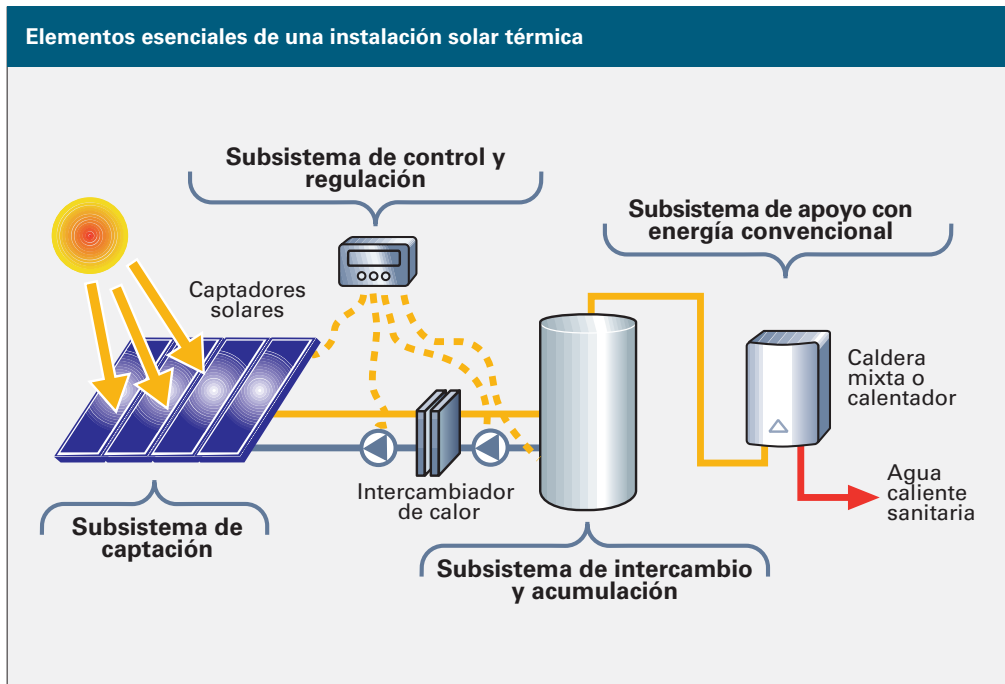 Elementos esenciales de una instalación solar térmica
Subsistema de control y
regulación
Subsistema de apoyo con
energía convencional
Captadores
solares
Caldera
mixta o
calentador
Intercambiador
de calor
Agua
caliente
sanitaria
Subsistema de
captación
Subsistema de intercambio
y acumulación